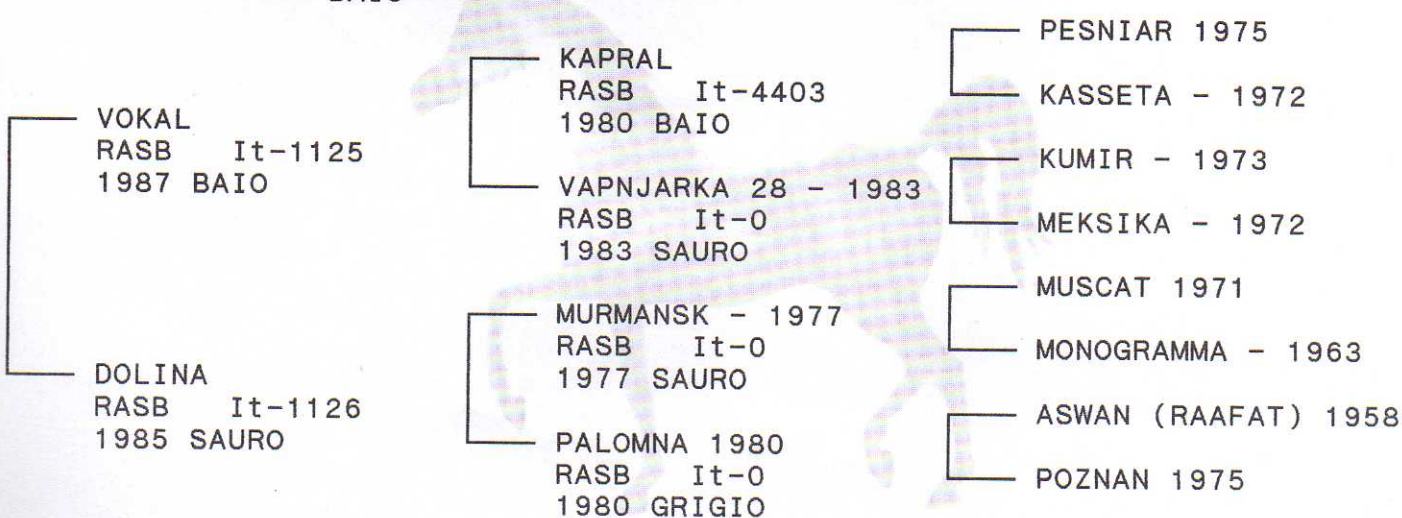 VOKAL
RASB It-1125
1987 BAIO
DOLINA
RASB It-1126
1985 SAURO
KAPRAL
RASB It-4403
1980 BAIO
VAPNJARKA 28 - 1983
RASB It-0
1983 SAURO
MURMANSK - 1977
RASB It-0
1977 SAURO
PALOMNA 1980
RASB It-0
1980 GRIGIO
PESNIAR 1975
KASSETA - 1972
KUMIR - 1973
MEKSIKA - 1972
MUSCAT 1971
MONOGRAMMA - 1963
ASWAN (RAAFAT) 1958
POZNAN 1975